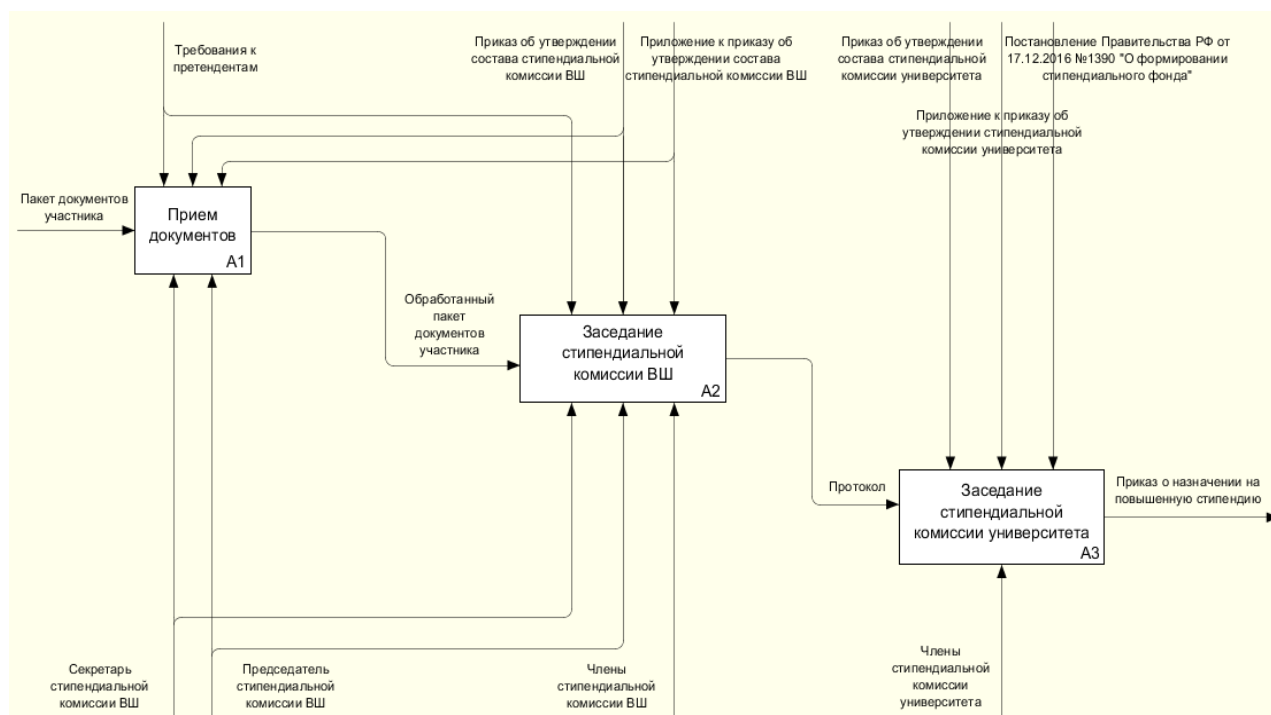 Требования к
претендентам
Приказ об утверждении
состава стипендиальной
комиссии ВШ
Приложение к приказу об
утверждении состава
стипендиальной комиссии ВШ
Приказ об утверждении
состава стипендиальной
комиссии университета
Постановление Правительства РФ от
17.12.2016 №1390 "О формировании
стипендиального фонда"
Приложение к приказу об
утверждении стипендиальной
комиссии университета
Пакет документов
участника
Прием
документов
A1
Обработанный
пакет
документов
участника
Заседание
стипендиальной
комиссии ВШ
A2
Протокол
Заседание
стипендиальной
комиссии университета
A3
Приказ о назначении на
повышенную стипендию
Секретарь
стипендиальной
комиссии ВШ
Председатель
стипендиальной
комиссии ВШ
Члены
стипендиальной
комиссии ВШ
Члены
стипендиальной
комиссии
университета